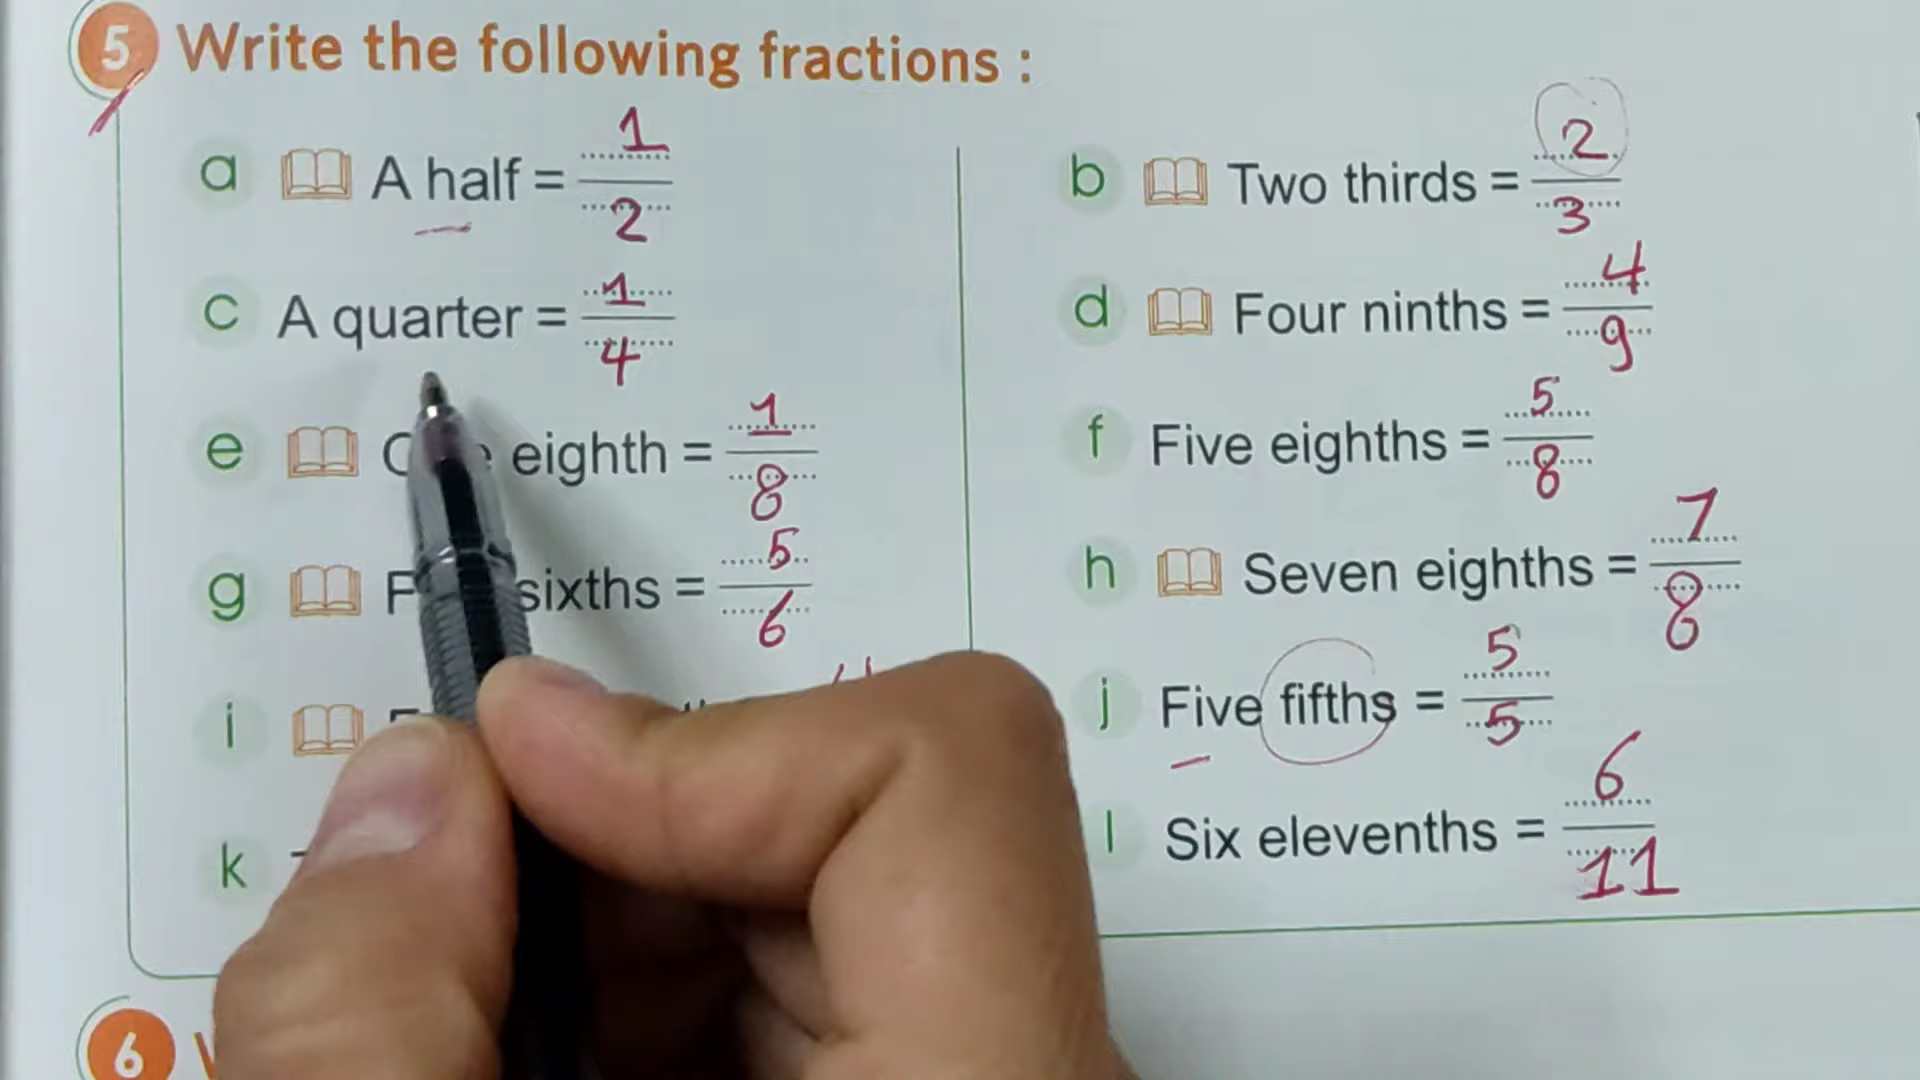 5 Write the following fractions :
a A half = 1/2
b Two thirds = 2/3
c A quarter = 1/4
d Four ninths = 4/9
e eighth = 1/8
f Five eighths = 5/8
g sixths = 5/6
h Seven eighths = 7/8
i
j Five fifths = 5/5
k
l Six elevenths = 6/11
6